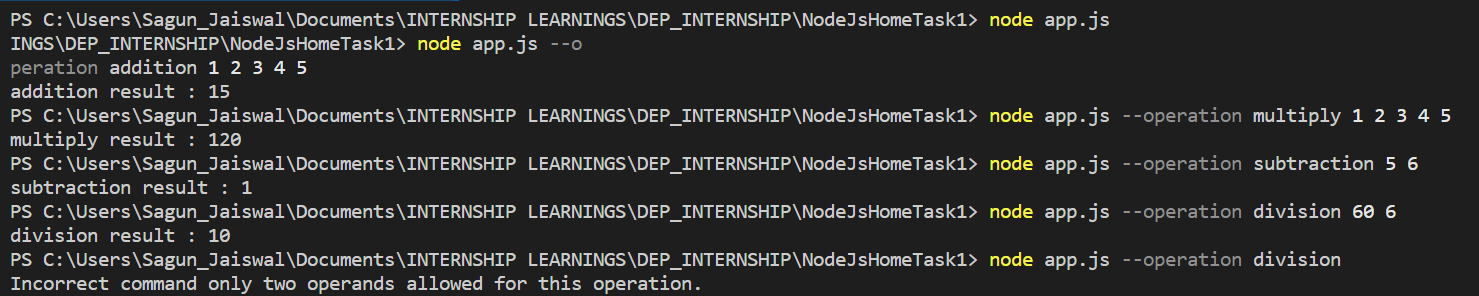 PS C:\Users\Sagun_Jaiswal\Documents\INTERNSHIP LEARNINGS\DEP_INTERNSHIP\NodeJsHomeTask1> node app.js
INGS\DEP_INTERNSHIP\NodeJsHomeTask1> node app.js --o
peration addition 1 2 3 4 5
addition result : 15
PS C:\Users\Sagun_Jaiswal\Documents\INTERNSHIP LEARNINGS\DEP_INTERNSHIP\NodeJsHomeTask1> node app.js --operation multiply 1 2 3 4 5
multiply result : 120
PS C:\Users\Sagun_Jaiswal\Documents\INTERNSHIP LEARNINGS\DEP_INTERNSHIP\NodeJsHomeTask1> node app.js --operation subtraction 5 6
subtraction result : 1
PS C:\Users\Sagun_Jaiswal\Documents\INTERNSHIP LEARNINGS\DEP_INTERNSHIP\NodeJsHomeTask1> node app.js --operation division 60 6
division result : 10
PS C:\Users\Sagun_Jaiswal\Documents\INTERNSHIP LEARNINGS\DEP_INTERNSHIP\NodeJsHomeTask1> node app.js --operation division
Incorrect command only two operands allowed for this operation.